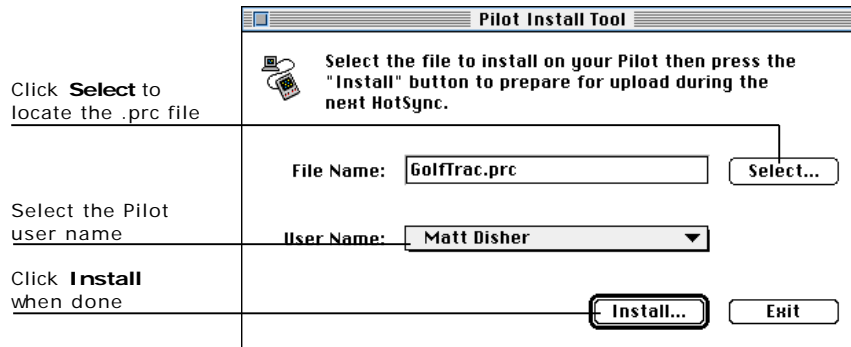 Pilot Install Tool
Select the file to install on your Pilot then press the
"Install" button to prepare for upload during the
next HotSync.
Click Select to
locate the .prc file
File Name: GolfTrac.prc Select...
Select the Pilot
user name
User Name: Matt Disher
Click Install
when done
Install... Exit